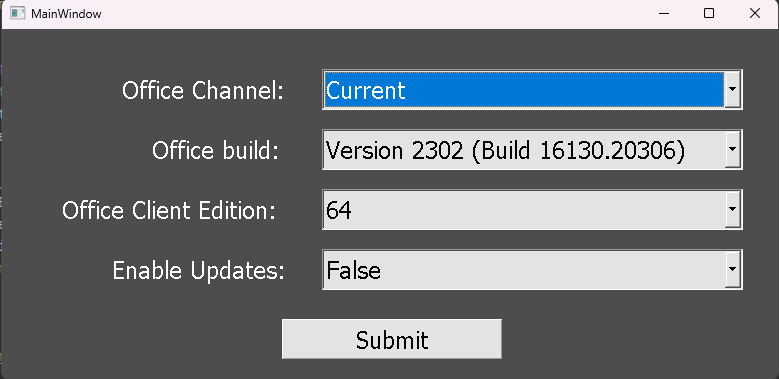 MainWindow
Office Channel: Current
Office build: Version 2302 (Build 16130.20306)
Office Client Edition: 64
Enable Updates: False
Submit